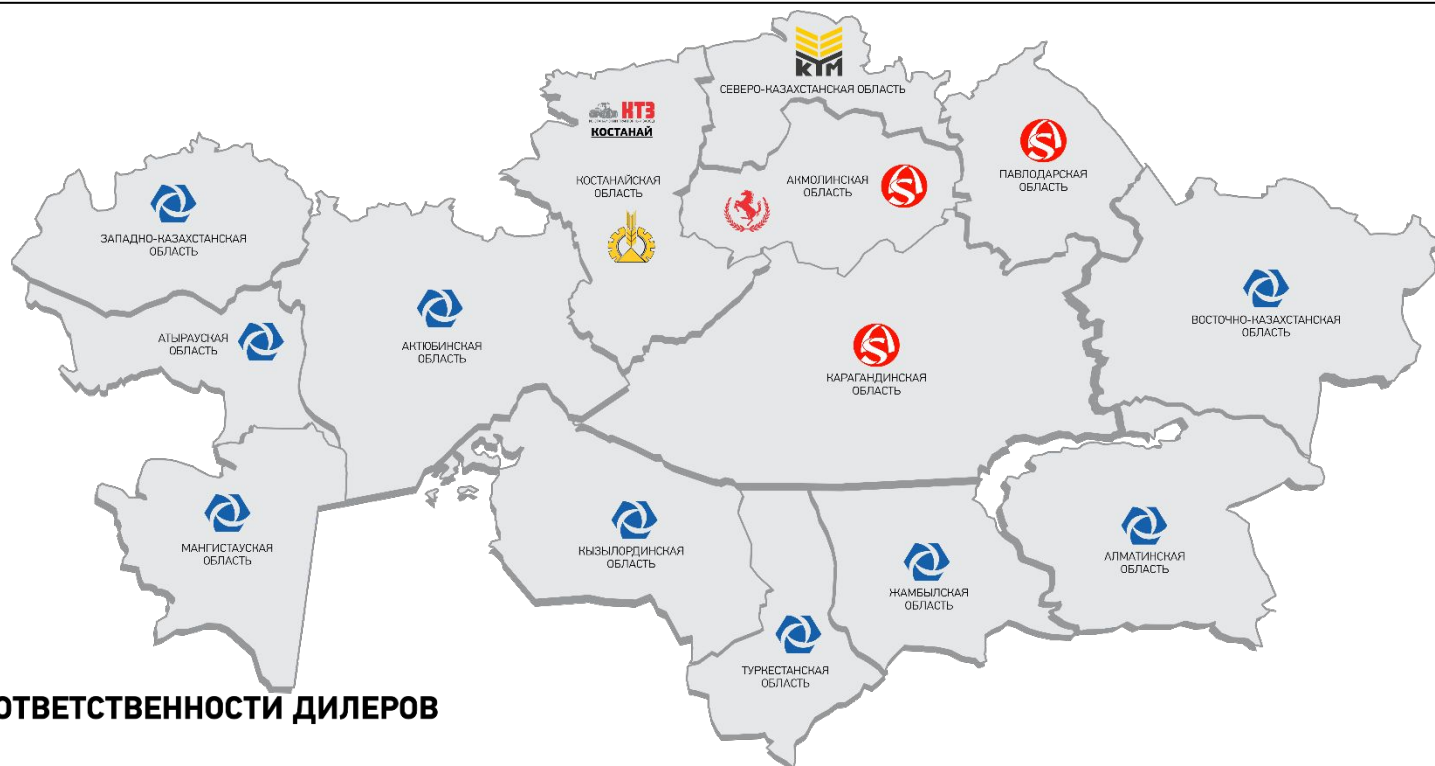 КТМ
СЕВЕРО-КАЗАХСТАНСКАЯ ОБЛАСТЬ
КТЗ
КОСТАНАЙ
КОСТАНАЙСКАЯ
ОБЛАСТЬ
АКМОЛИНСКАЯ
ОБЛАСТЬ
ПАВЛОДАРСКАЯ
ОБЛАСТЬ
ЗАПАДНО-КАЗАХСТАНСКАЯ
ОБЛАСТЬ
АТЫРАУСКАЯ
ОБЛАСТЬ
АКТЮБИНСКАЯ
ОБЛАСТЬ
КАРАГАНДИНСКАЯ
ОБЛАСТЬ
ВОСТОЧНО-КАЗАХСТАНСКАЯ
ОБЛАСТЬ
МАНГИСТАУСКАЯ
ОБЛАСТЬ
КЫЗЫЛОРДИНСКАЯ
ОБЛАСТЬ
ЖАМБЫЛСКАЯ
ОБЛАСТЬ
АЛМАТИНСКАЯ
ОБЛАСТЬ
ТУРКЕСТАНСКАЯ
ОБЛАСТЬ
ОТВЕТСТВЕННОСТИ ДИЛЕРОВ